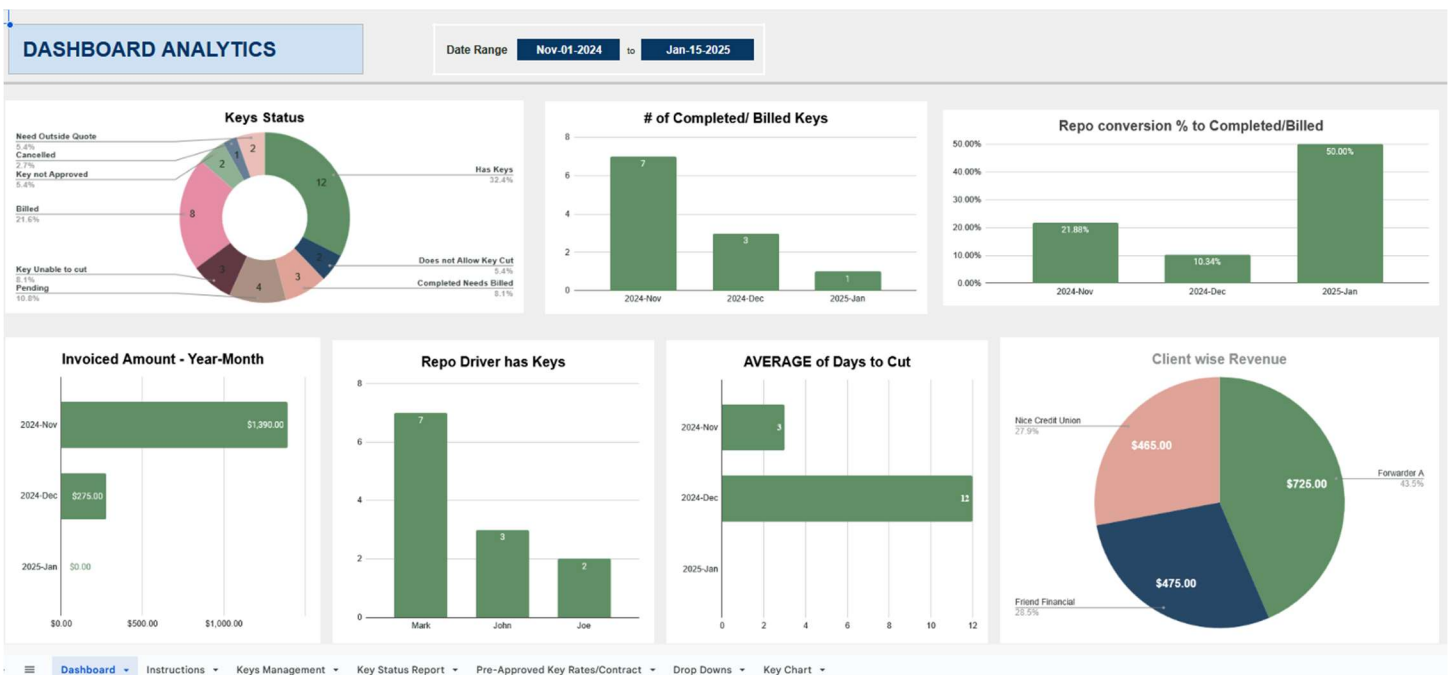 DASHBOARD ANALYTICS
Date Range Nov-01-2024 to Jan-15-2025
Keys Status
Need Outside Quote
5.4%
Cancelled
2.7%
Key not Approved
5.4%
Billed
21.6%
Key Unable to cut
8.1%
Pending
10.8%
Has Keys
32.4%
Does not Allow Key Cut
5.4%
Completed Needs Billed
8.1%
2
1
2
8
3
4
3
2
12
# of Completed/ Billed Keys
8
6
4
2
0
7
3
1
2024-Nov
2024-Dec
2025-Jan
Repo conversion % to Completed/Billed
50.00%
40.00%
30.00%
20.00%
10.00%
0.00%
21.88%
10.34%
50.00%
2024-Nov
2024-Dec
2025-Jan
Invoiced Amount - Year-Month
2024-Nov
$1,390.00
2024-Dec
$275.00
2025-Jan
$0.00
$0.00
$500.00
$1,000.00
Repo Driver has Keys
8
6
4
2
0
7
3
2
Mark
John
Joe
AVERAGE of Days to Cut
2024-Nov
3
2024-Dec
12
2025-Jan
0
2
4
6
8
10
12
Client wise Revenue
Nice Credit Union
27.9%
$465.00
Forwarder A
43.5%
$725.00
Friend Financial
28.5%
$475.00
Dashboard Instructions Keys Management Key Status Report Pre-Approved Key Rates/Contract Drop Downs Key Chart